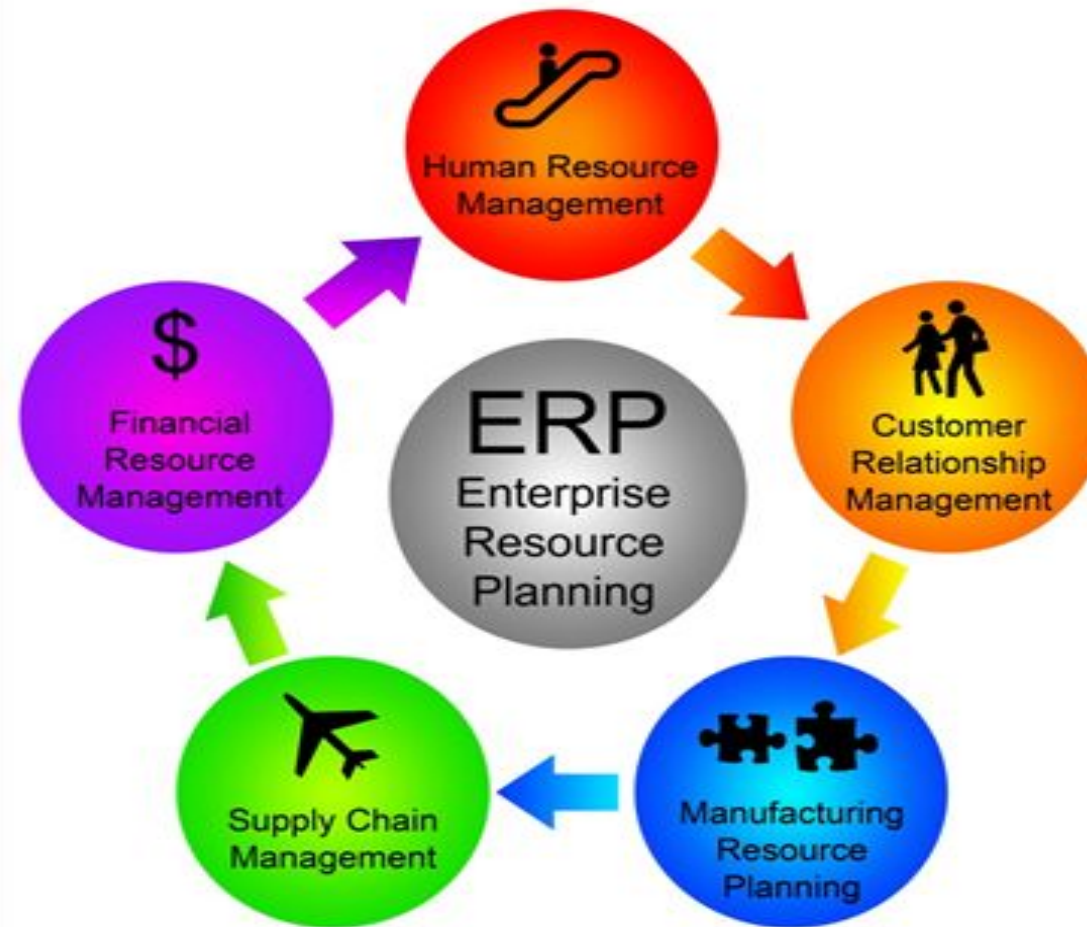 Human Resource
Management
$
Financial
Resource
Management
Customer
Relationship
Management
ERP
Enterprise
Resource
Planning
Supply Chain
Management
Manufacturing
Resource
Planning